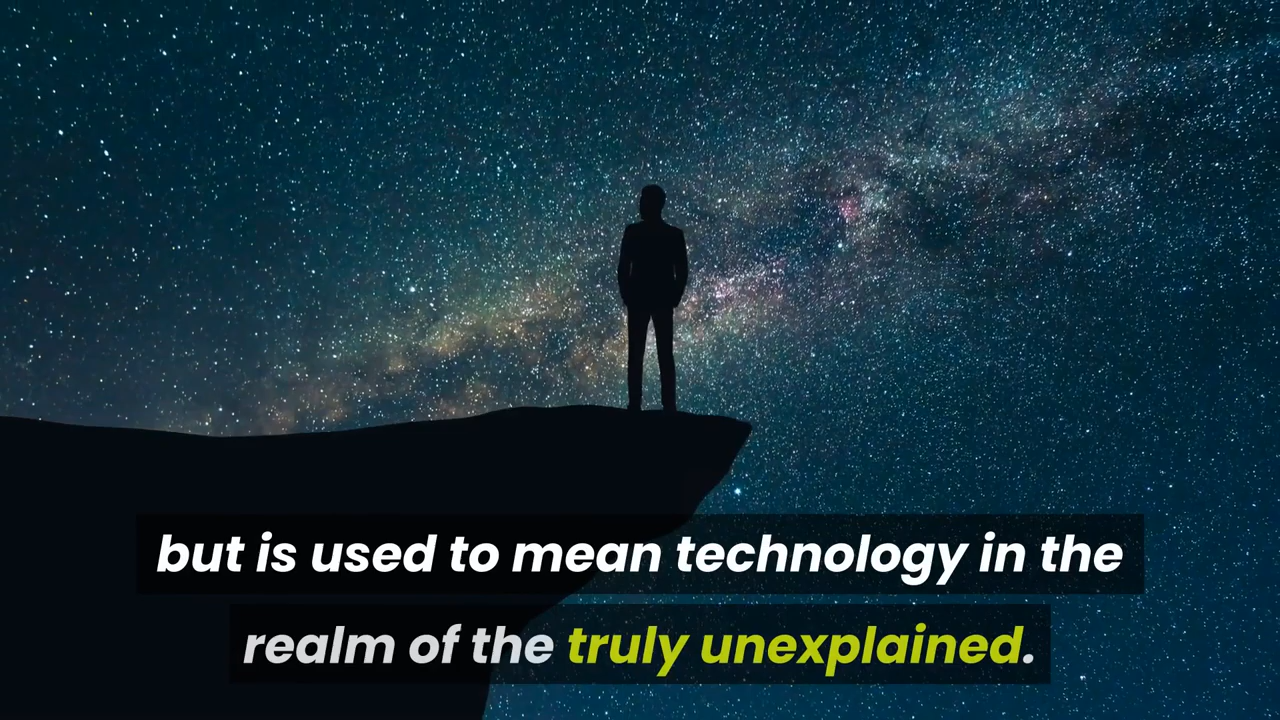 but is used to mean technology in the
realm of the truly unexplained.